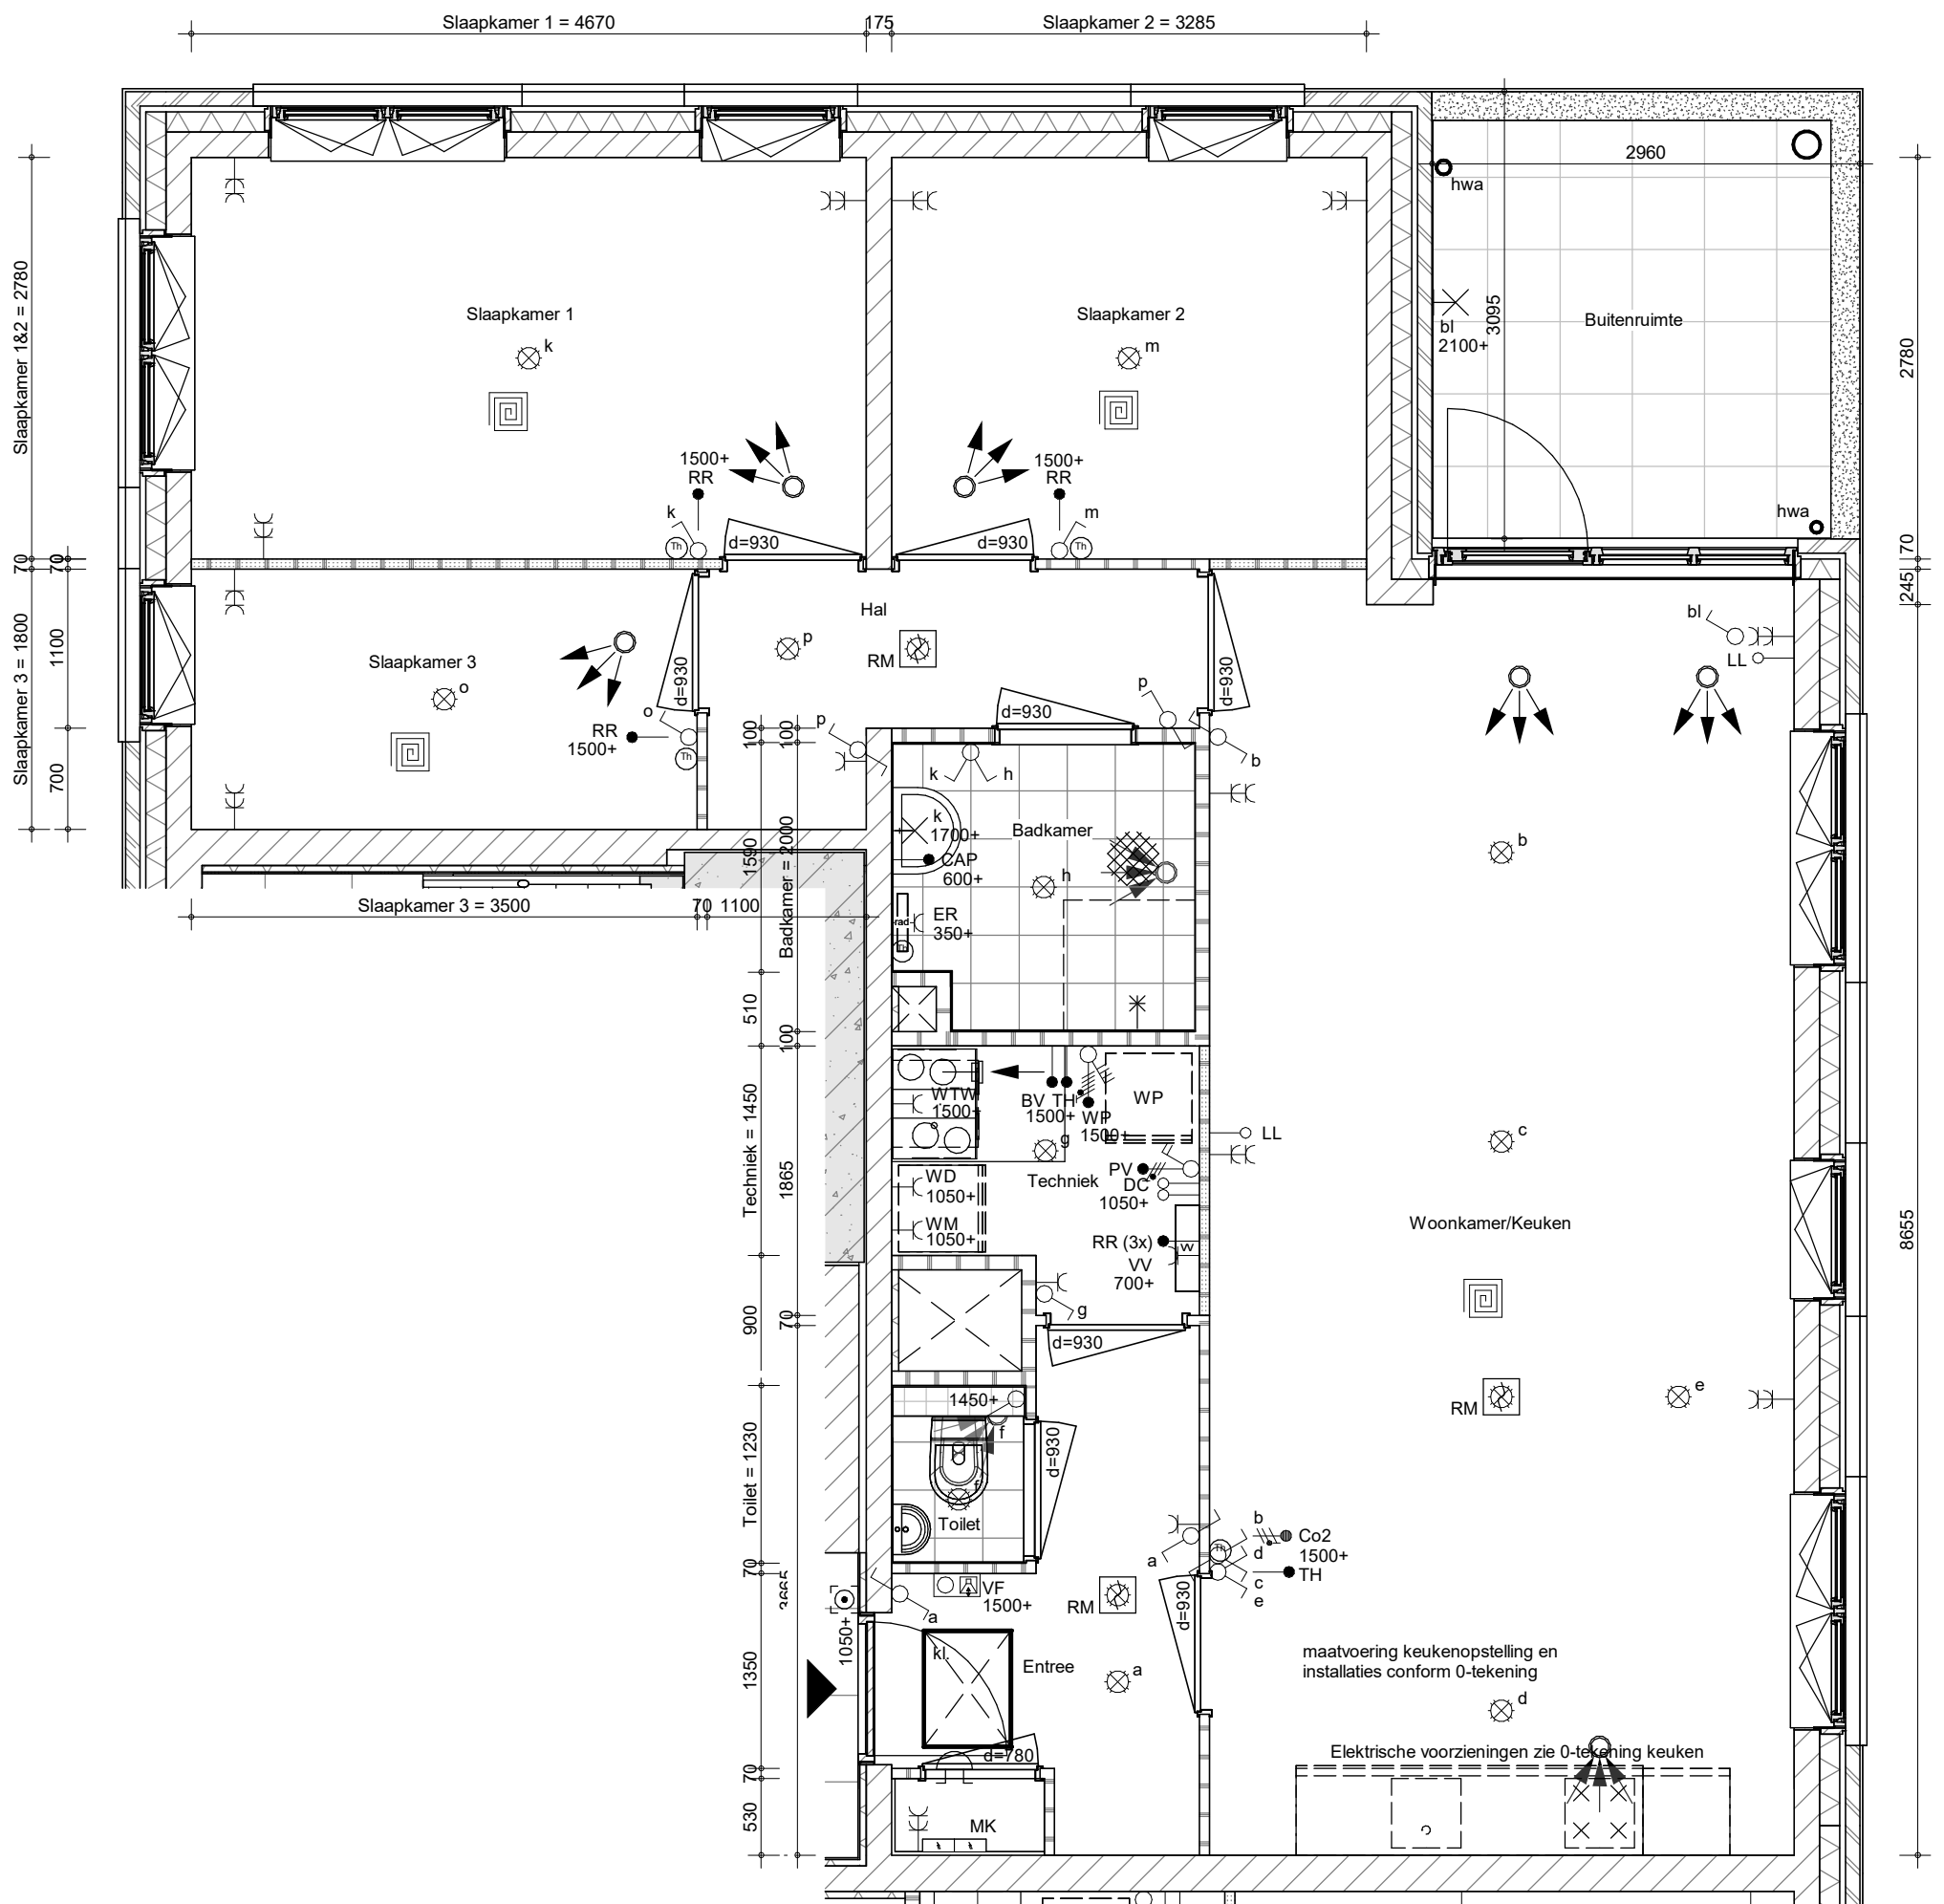 Slaapkamer 1 = 4670
175
Slaapkamer 2 = 3285
2960
hwa
3095
bl
2100+
Buitenruimte
hwa
Slaapkamer 1&2 = 2780
2780
Slaapkamer 1
k
Slaapkamer 2
m
1500+
RR
k
Th
d=930
1500+
RR
m
Th
d=930
70
70
70
245
Slaapkamer 3 = 1800
1100
700
Hal
p
RM
Slaapkamer 3
o
o
RR
1500+
Th
d=930
d=930
d=930
p
p
b
bl
LL
100
100
k
h
k
1700+
CAP
600+
Badkamer
h
ER
350+
rad
1590
Badkamer = 2000
Slaapkamer 3 = 3500
70
1100
510
100
b
WTW
1500+
BV
TH
1500+
WP
1500+
WP
g
LL
c
Techniek = 1450
1865
WD
1050+
WM
1050+
Techniek
PV
DC
1050+
RR (3x)
VV
700+
W
g
d=930
Woonkamer/Keuken
8655
900
70
RM
e
1450+
f
f
Toilet
d=930
Toilet = 1230
70
3665
a
b
d
c
e
Th
Co2
1500+
TH
VF
1500+
RM
d=930
a
1050+
kl.
Entree
a
1350
d=780
maatvoering keukenopstelling en
installaties conform 0-tekening
d
Elektrische voorzieningen zie 0-tekening keuken
70
530
MK